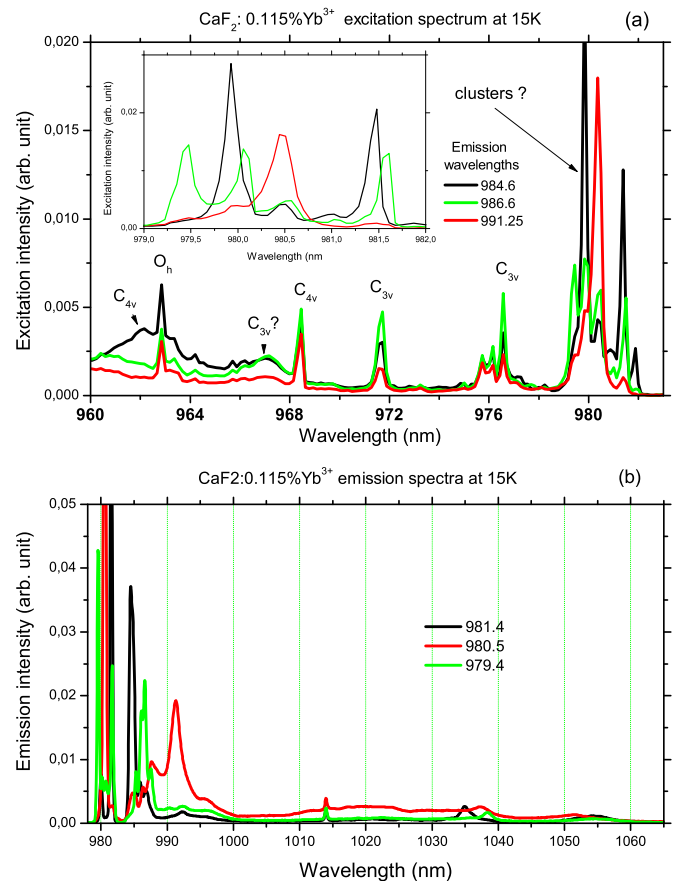 CaF₂: 0.115%Yb³⁺ excitation spectrum at 15K
(a)
0,020
0,015
0,010
0,005
0,000
Excitation intensity (arb. unit)
0,02
0,00
Excitation intensity (arb. unit)
979,0 979,5 980,0 980,5 981,0 981,5 982,0
Wavelength (nm
clusters ?
Emission
wavelengths
984.6
986.6
991.25
C₄ᵥ
Oₕ
C₃ᵥ?
C₄ᵥ
C₃ᵥ
C₃ᵥ
960 964 968 972 976 980
Wavelength (nm)
CaF2:0.115%Yb³⁺ emission spectra at 15K
(b)
0,05
0,04
0,03
0,02
0,01
0,00
Emission intensity (arb. unit)
981.4
980.5
979.4
980 990 1000 1010 1020 1030 1040 1050 1060
Wavelength (nm)